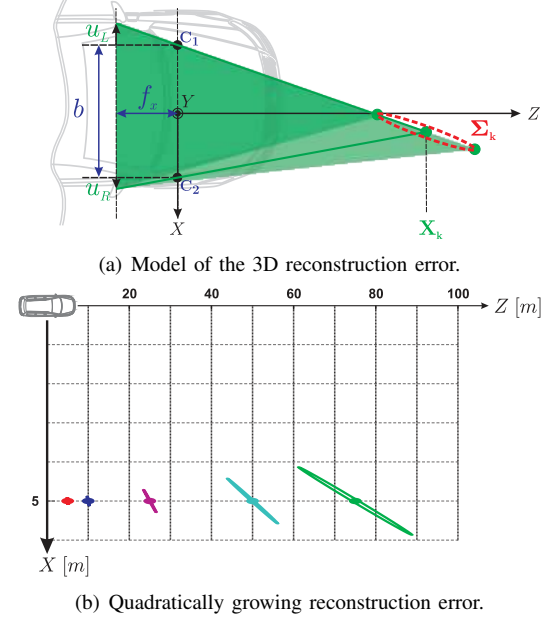 u_L
C_1
b
f_x
Y
Z
Σ_k
u_R
C_2
X
X_k
(a) Model of the 3D reconstruction error.
20 40 60 80 100
Z [m]
5
X [m]
(b) Quadratically growing reconstruction error.